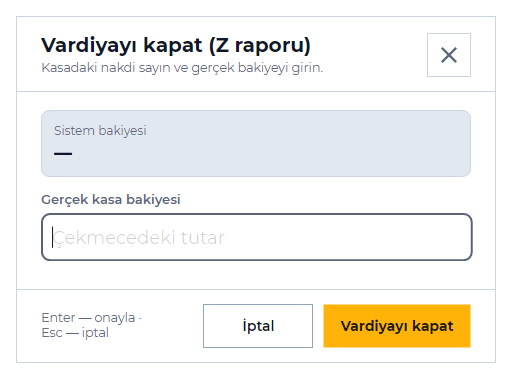 Vardiyayı kapat (Z raporu)
Kasadaki nakdi sayın ve gerçek bakiyeyi girin.
Sistem bakiyesi
—
Gerçek kasa bakiyesi
Çekmecedeki tutar
Enter — onayla ·
Esc — iptal
İptal
Vardiyayı kapat